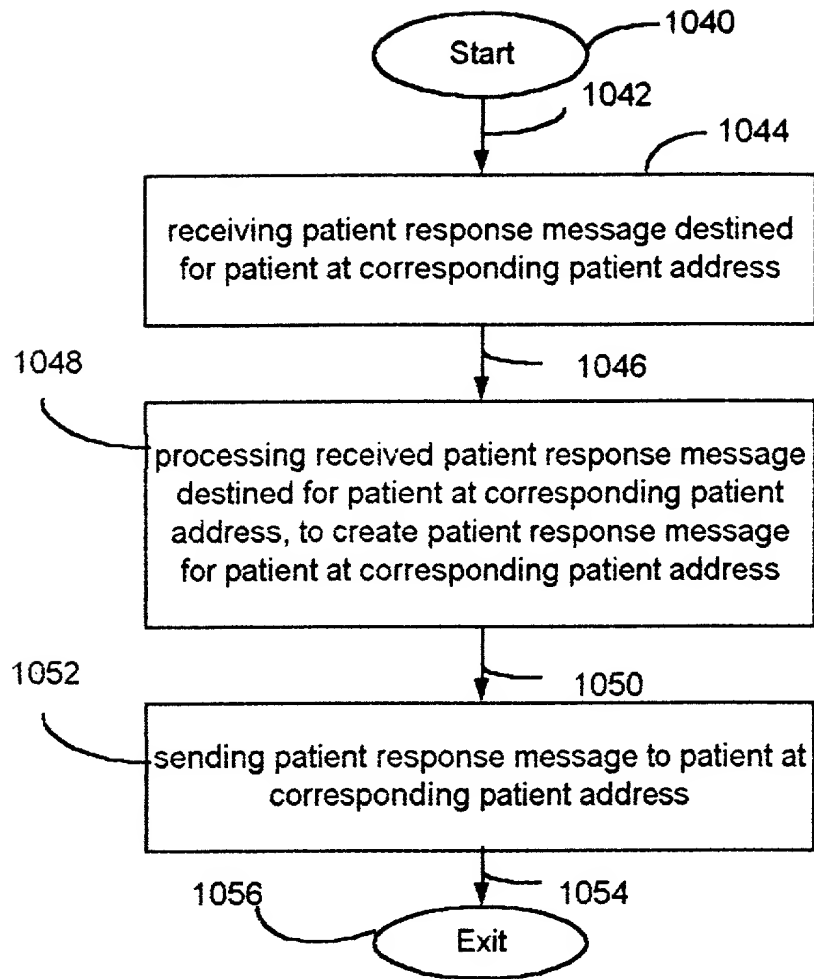 1040
Start
1042
1044
receiving patient response message destined
for patient at corresponding patient address
1048
1046
processing received patient response message
destined for patient at corresponding patient
address, to create patient response message
for patient at corresponding patient address
1052
1050
sending patient response message to patient at
corresponding patient address
1056
1054
Exit